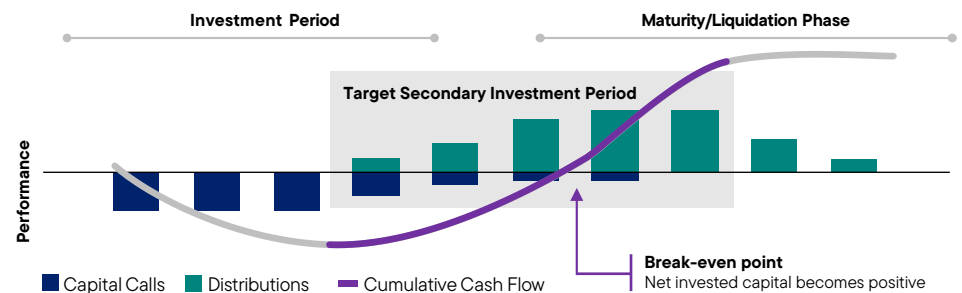 Investment Period
Maturity/Liquidation Phase
Target Secondary Investment Period
Performance
Break-even point
Net invested capital becomes positive
Capital Calls
Distributions
Cumulative Cash Flow